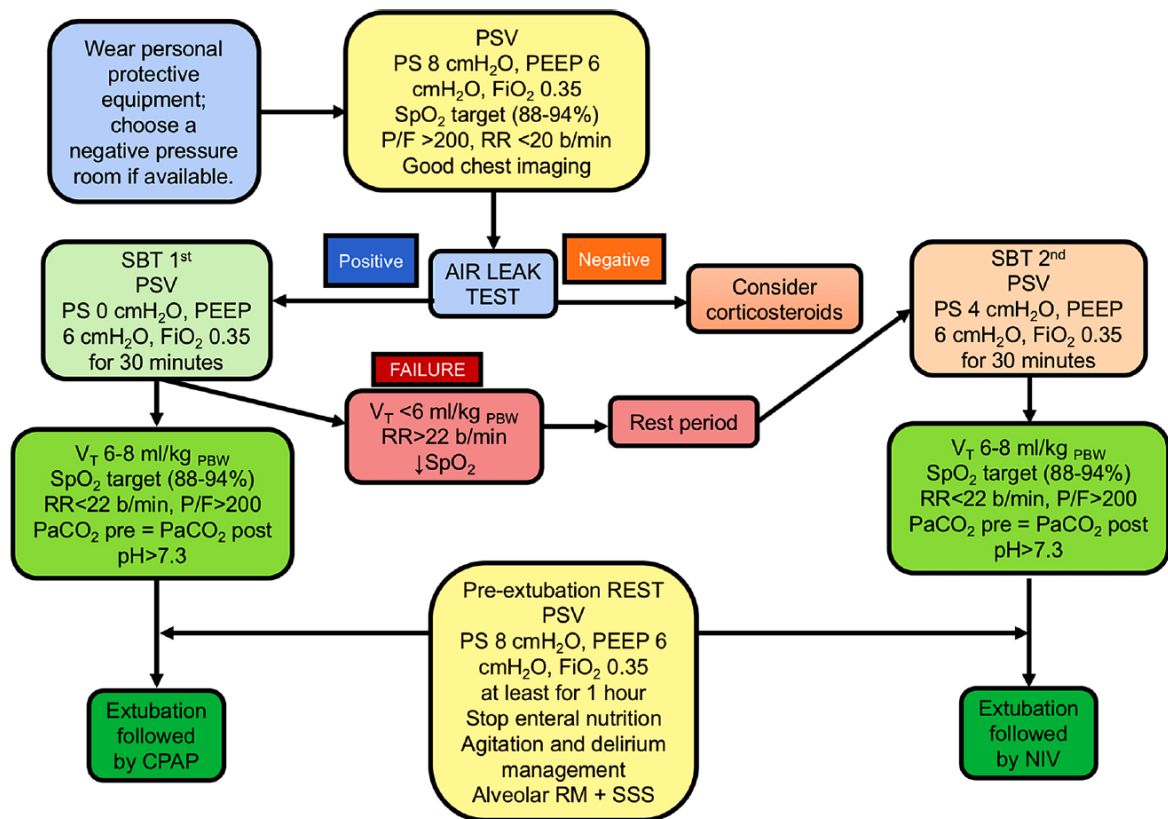 Wear personal
protective
equipment;
choose a
negative pressure
room if available.
PSV
PS 8 cmH₂O, PEEP 6
cmH₂O, FiO₂ 0.35
SpO₂ target (88-94%)
P/F >200, RR <20 b/min
Good chest imaging
Positive
AIR LEAK
TEST
Negative
Consider
corticosteroids
SBT 1ˢᵗ
PSV
PS 0 cmH₂O, PEEP
6 cmH₂O, FiO₂ 0.35
for 30 minutes
SBT 2ⁿᵈ
PSV
PS 4 cmH₂O, PEEP
6 cmH₂O, FiO₂ 0.35
for 30 minutes
FAILURE
V_T <6 ml/kg PBW
RR>22 b/min
↓SpO₂
Rest period
V_T 6-8 ml/kg PBW
SpO₂ target (88-94%)
RR<22 b/min, P/F>200
PaCO₂ pre = PaCO₂ post
pH>7.3
V_T 6-8 ml/kg PBW
SpO₂ target (88-94%)
RR<22 b/min, P/F>200
PaCO₂ pre = PaCO₂ post
pH>7.3
Pre-extubation REST
PSV
PS 8 cmH₂O, PEEP 6
cmH₂O, FiO₂ 0.35
at least for 1 hour
Stop enteral nutrition
Agitation and delirium
management
Alveolar RM + SSS
Extubation
followed
by CPAP
Extubation
followed
by NIV